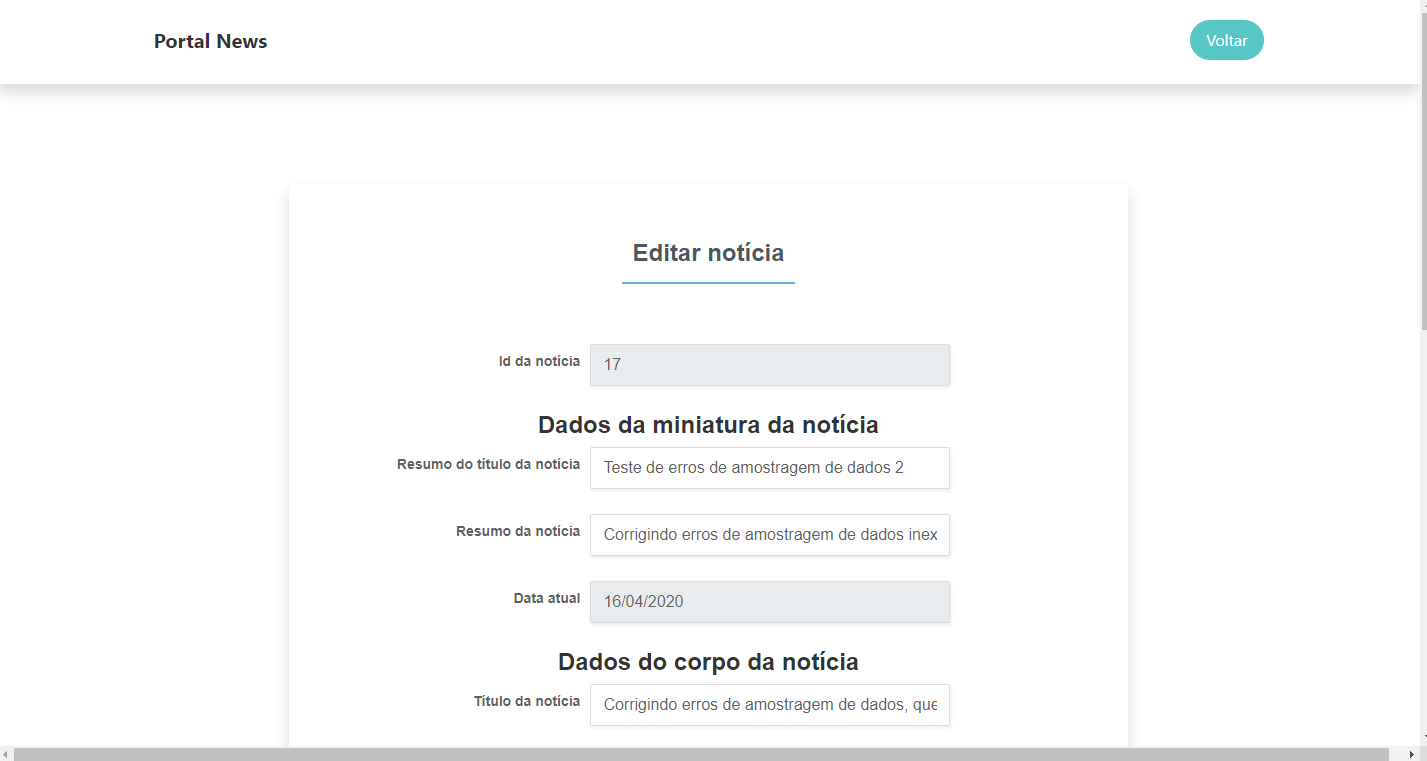 Portal News
Voltar
Editar notícia
Id da notícia
17
Dados da miniatura da notícia
Resumo do título da notícia
Teste de erros de amostragem de dados 2
Resumo da notícia
Corrigindo erros de amostragem de dados inex
Data atual
16/04/2020
Dados do corpo da notícia
Título da notícia
Corrigindo erros de amostragem de dados, que